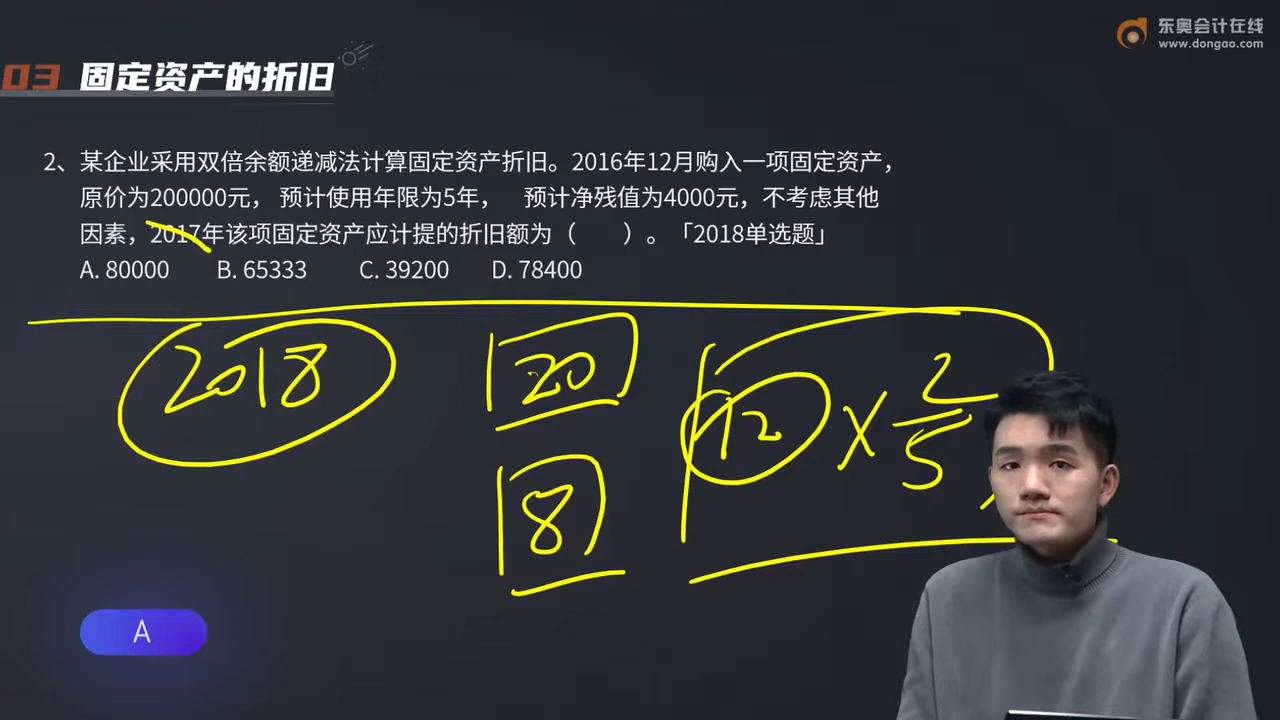 东奥会计在线
www.dongao.com
03 固定资产的折旧
2、某企业采用双倍余额递减法计算固定资产折旧。2016年12月购入一项固定资产，
原价为200000元， 预计使用年限为5年， 预计净残值为4000元，不考虑其他
因素，2017年该项固定资产应计提的折旧额为（ ）。「2018单选题」
A. 80000 B. 65333 C. 39200 D. 78400
2018 20 12 × 2/5
8
A